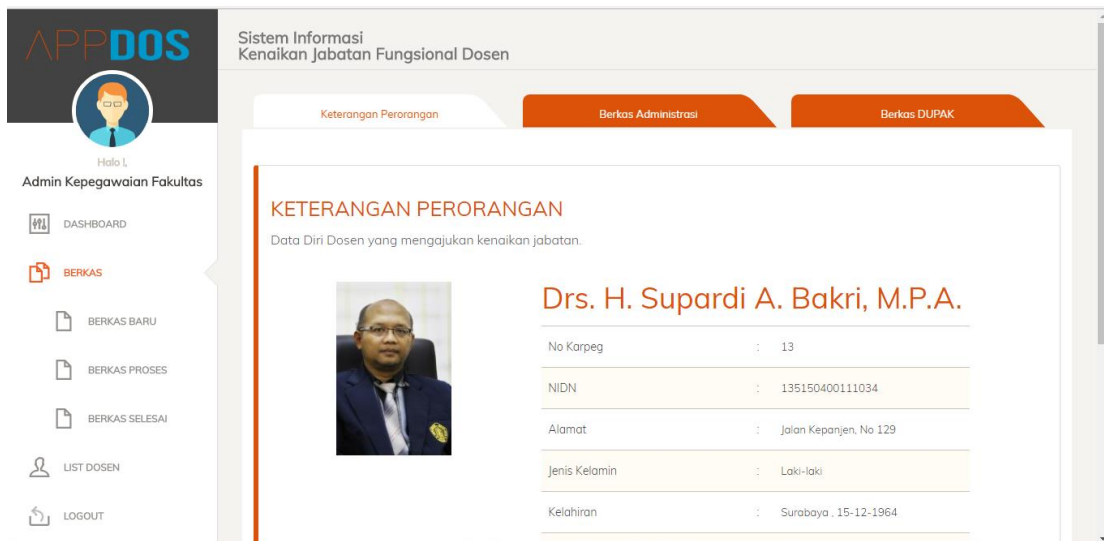 APPDOS
Halo !,
Admin Kepegawaian Fakultas
DASHBOARD
BERKAS
BERKAS BARU
BERKAS PROSES
BERKAS SELESAI
LIST DOSEN
LOGOUT
Sistem Informasi
Kenaikan Jabatan Fungsional Dosen
Keterangan Perorangan
Berkas Administrasi
Berkas DUPAK
KETERANGAN PERORANGAN
Data Diri Dosen yang mengajukan kenaikan jabatan.
Drs. H. Supardi A. Bakri, M.P.A.
No Karpeg : 13
NIDN : 135150400111034
Alamat : Jalan Kepanjen, No 129
Jenis Kelamin : Laki-laki
Kelahiran : Surabaya , 15-12-1964